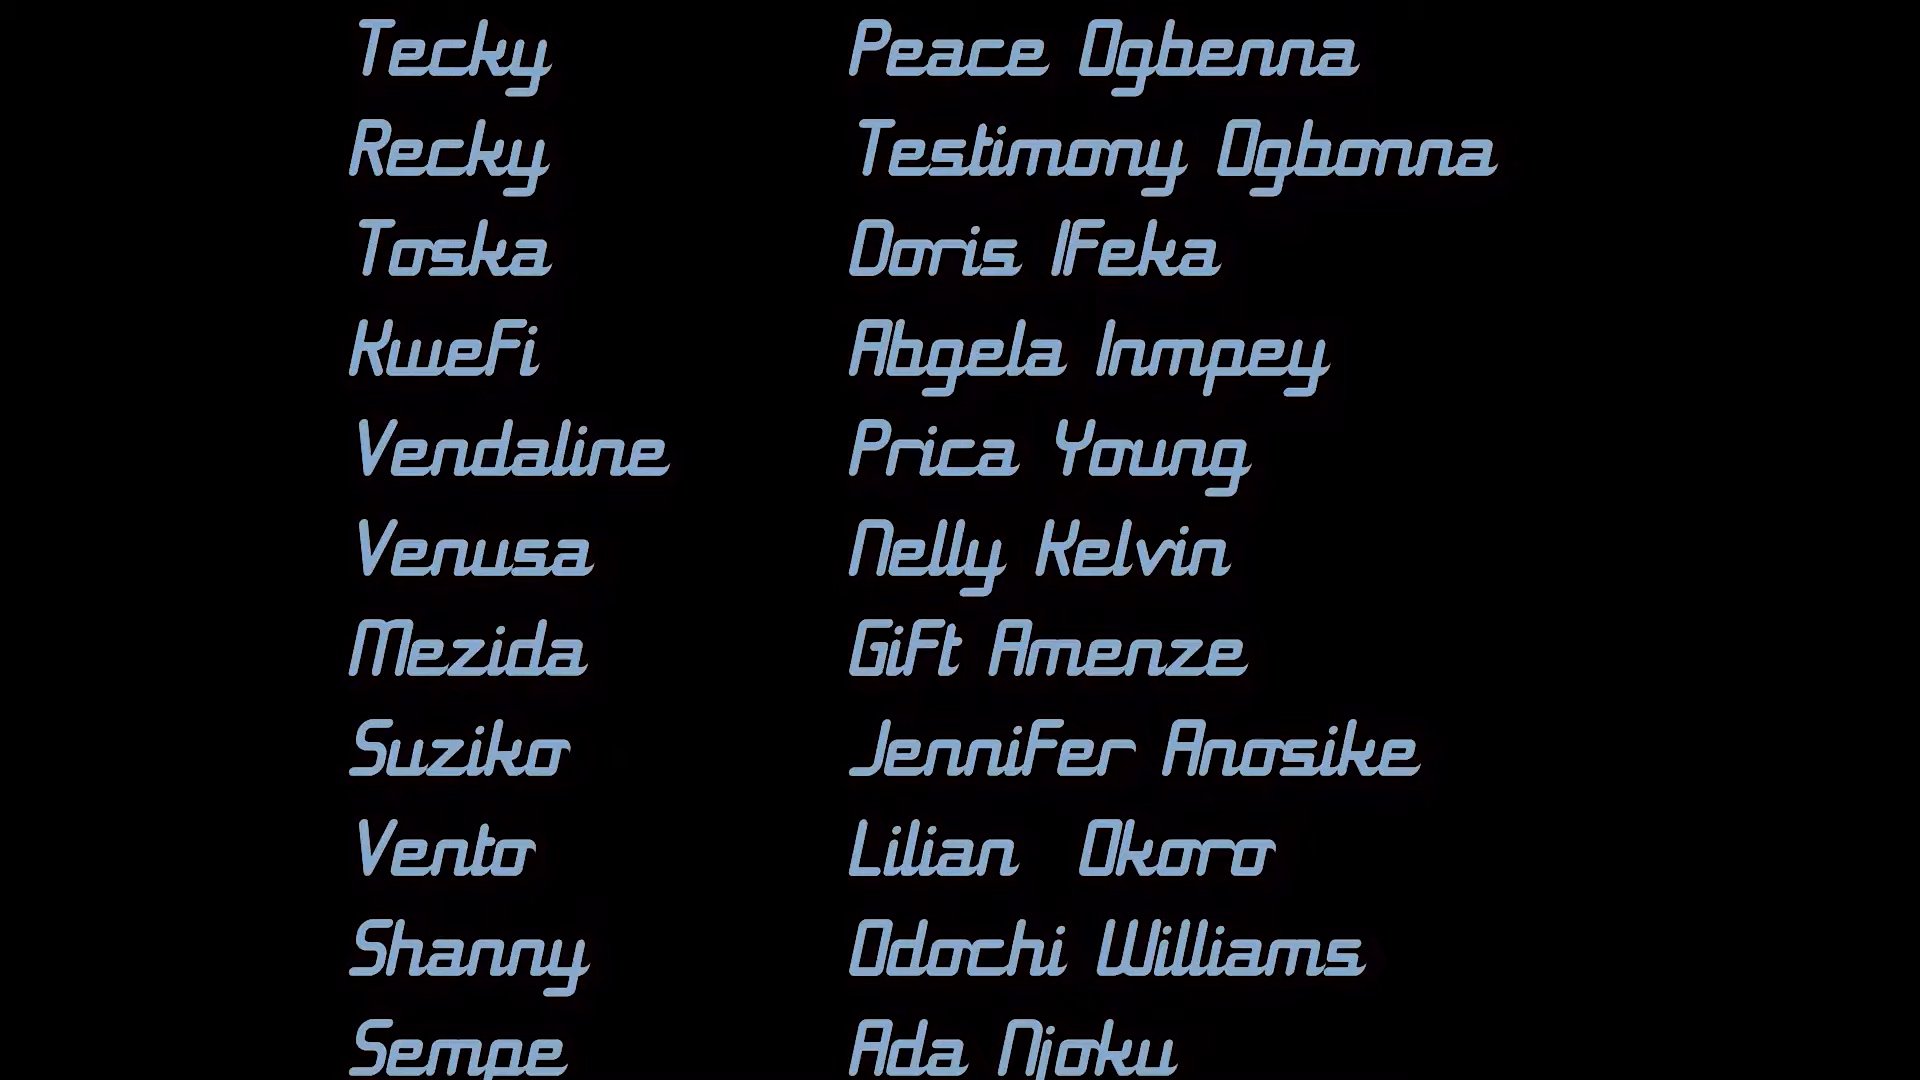 Tecky Peace Ogbenna
Recky Testimony Ogbonna
Toska Doris IFeka
KweFi Abgela Inmpey
Vendaline Prica Young
Venusa Nelly Kelvin
Mezida GiFt Amenze
Suziko JenniFer Anosike
Vento Lilian Okoro
Shanny Odochi Williams
Sempe Ada Njoku